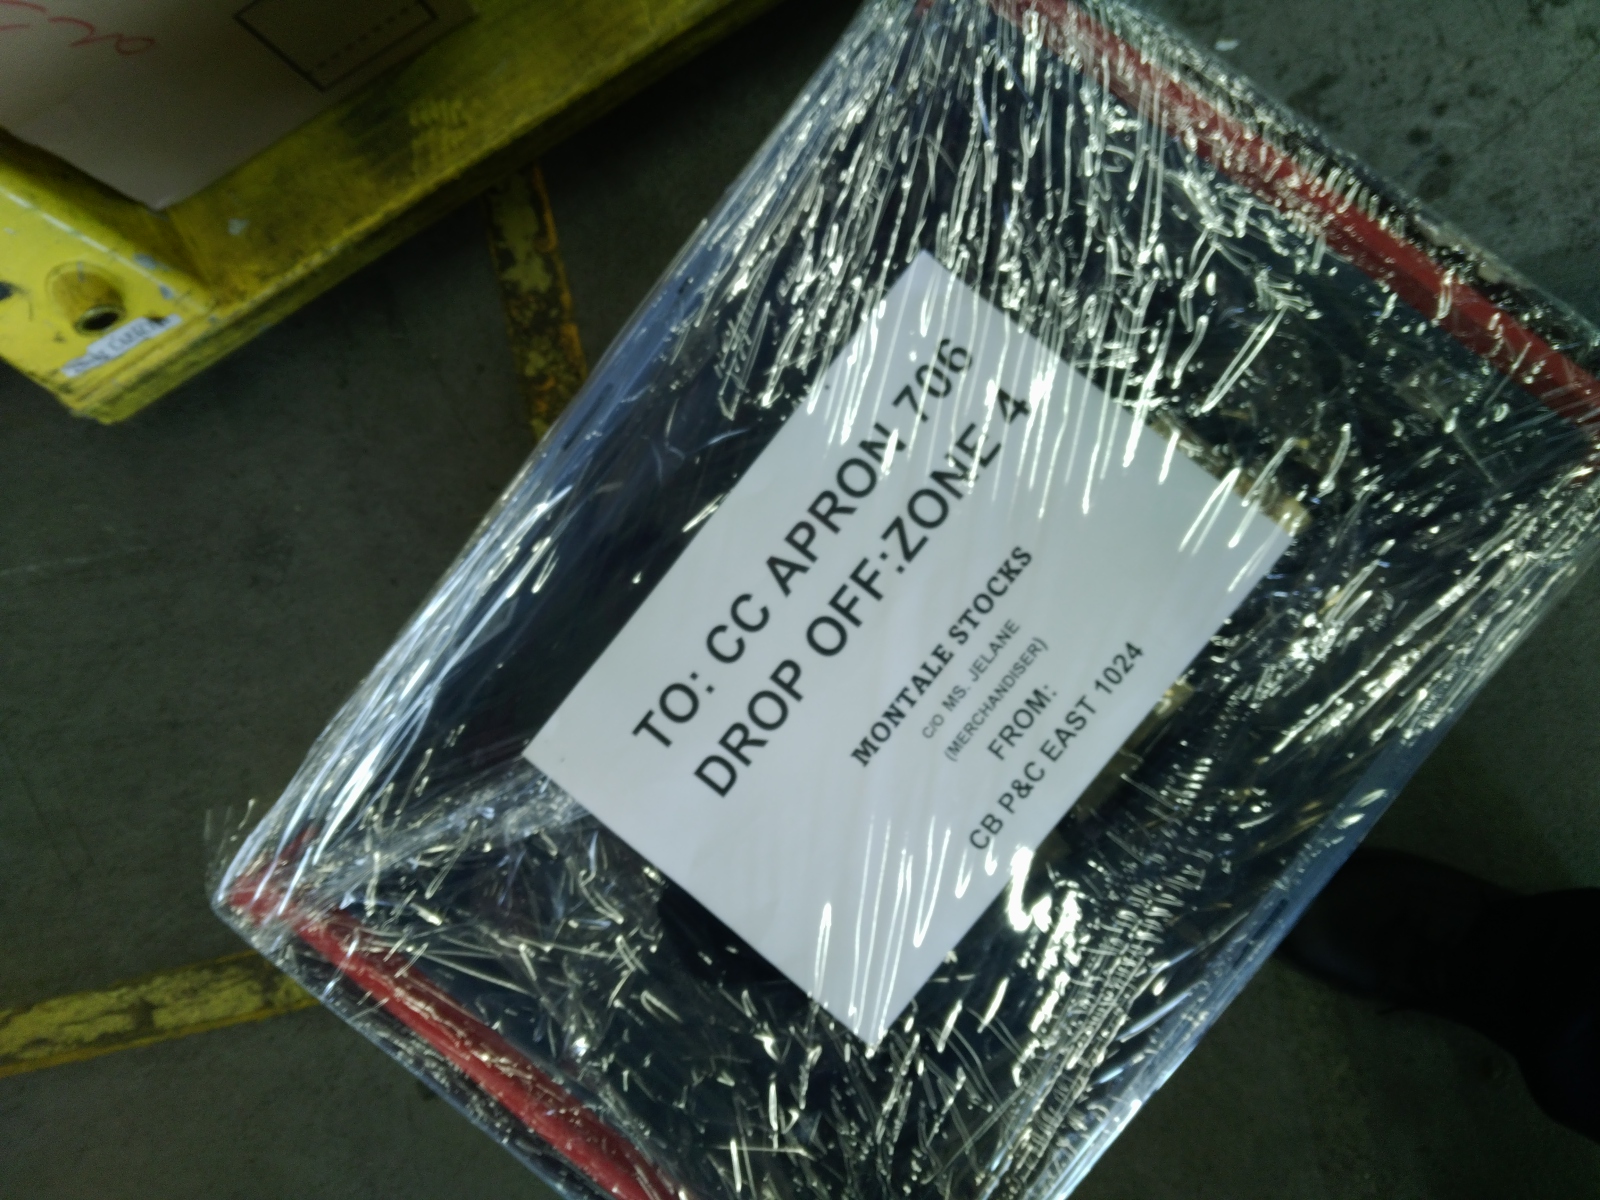 TO: CC APRON 706
DROP OFF:ZONE 4
MONTALE STOCKS
C/O MS. JELANE
(MERCHANDISER)
FROM:
CB P&C EAST 1024